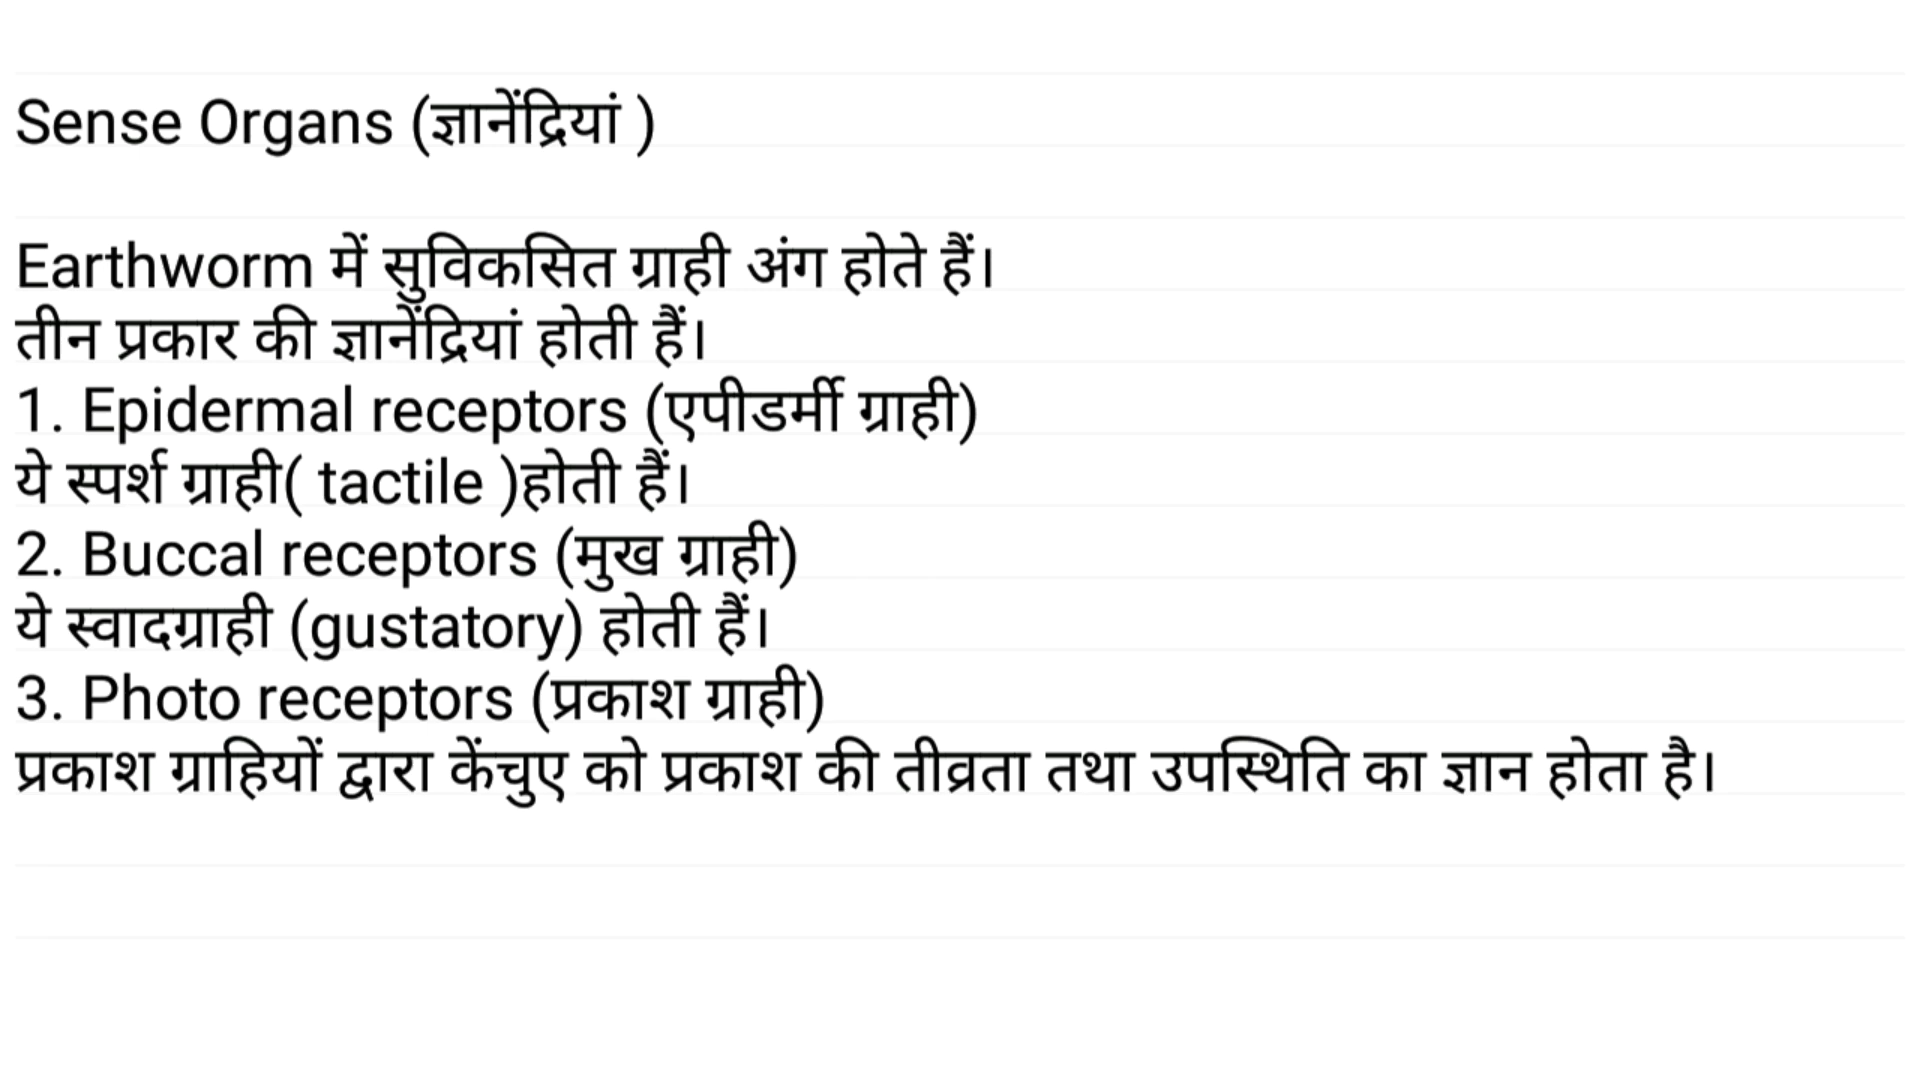 Sense Organs (ज्ञानेंद्रियां )
Earthworm में सुविकसित ग्राही अंग होते हैं।
तीन प्रकार की ज्ञानेंद्रियां होती हैं।
1. Epidermal receptors (एपीडर्मी ग्राही)
ये स्पर्श ग्राही( tactile )होती हैं।
2. Buccal receptors (मुख ग्राही)
ये स्वादग्राही (gustatory) होती हैं।
3. Photo receptors (प्रकाश ग्राही)
प्रकाश ग्राहियों द्वारा केंचुए को प्रकाश की तीव्रता तथा उपस्थिति का ज्ञान होता है।